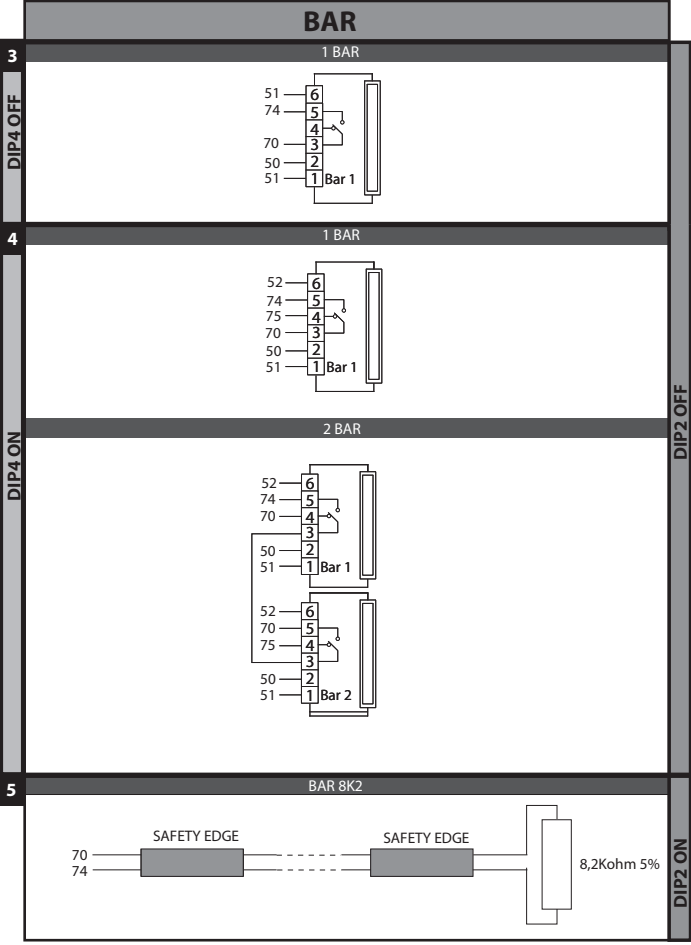 BAR
3
1 BAR
DIP4 OFF
51 6
74 5
4
70 3
50 2
51 1 Bar 1
4
1 BAR
DIP4 ON
52 6
74 5
75 4
70 3
50 2
51 1 Bar 1
DIP2 OFF
2 BAR
52 6
74 5
70 4
3
50 2
51 1 Bar 1
52 6
70 5
75 4
3
50 2
51 1 Bar 2
5
BAR 8K2
SAFETY EDGE
SAFETY EDGE
70
74
8,2Kohm 5%
DIP2 ON